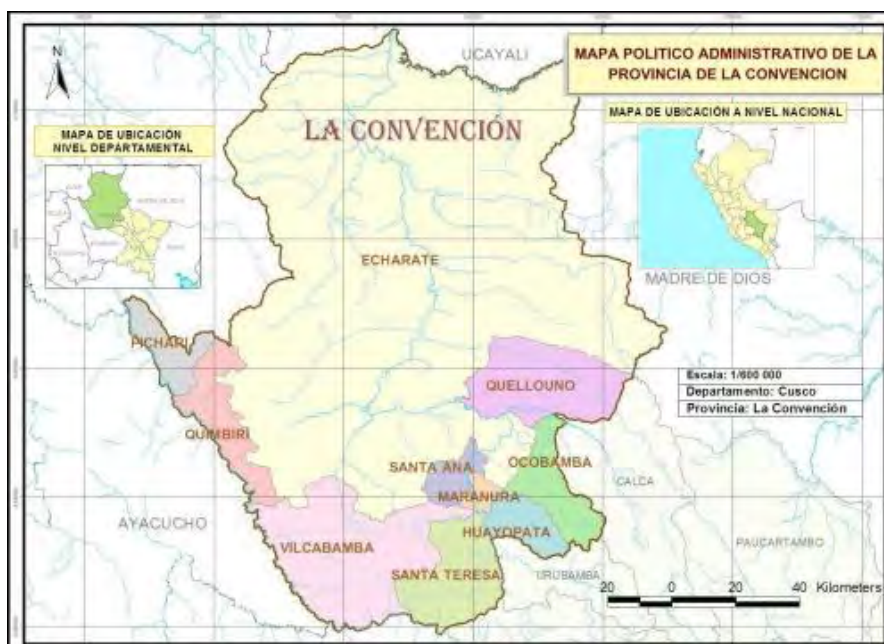 N
UCAYALI
MAPA POLITICO ADMINISTRATIVO DE LA
PROVINCIA DE LA CONVENCION
LA CONVENCIÓN
MAPA DE UBICACIÓN A NIVEL NACIONAL
MAPA DE UBICACIÓN
NIVEL DEPARTAMENTAL
ECHARATE
MADRE DE DIOS
PICHARI
QUELLOUNO
Escala: 1/600 000
Departamento: Cusco
Provincia: La Convención
QUIMBIRÍ
SANTA ANA
OCOBAMBA
CALCA
MARANURA
AYACUCHO
HUAYOPATA
VILCABAMBA
PAUCARTAMBO
SANTA TERESA
URUBAMBA
20 0 20 40 Kilometers